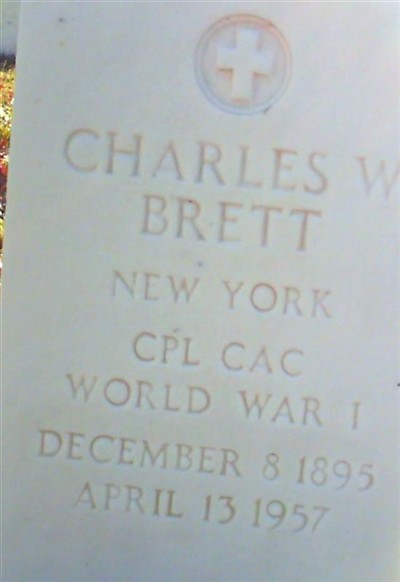 CHARLES W
BRETT
NEW YORK
CPL CAC
WORLD WAR I
DECEMBER 8 1895
APRIL 13 1957